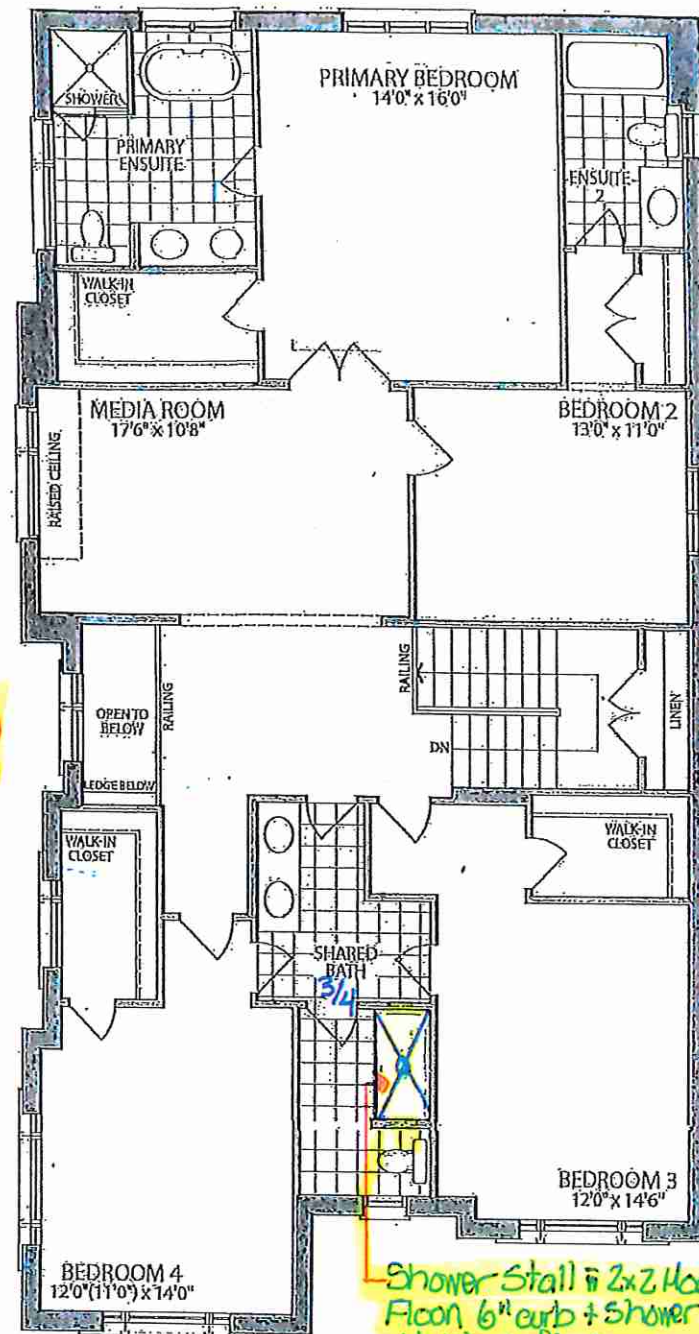 SHOWER
PRIMARY
ENSUITE
PRIMARY BEDROOM
14'0" x 16'0"
ENSUITE
2
WALK-IN
CLOSET
MEDIA ROOM
17'6" x 10'8"
RAISED CEILING
BEDROOM 2
13'0" x 11'0"
OPEN TO
BELOW
LEDGE BELOW
RAILING
RAILING
DN
LINEN
WALK-IN
CLOSET
WALK-IN
CLOSET
SHARED
BATH
3/4
BEDROOM 3
12'0" x 14'6"
BEDROOM 4
12'0"(11'0") x 14'0"
Shower Stall 2x2
Floor 6" curb + Shower